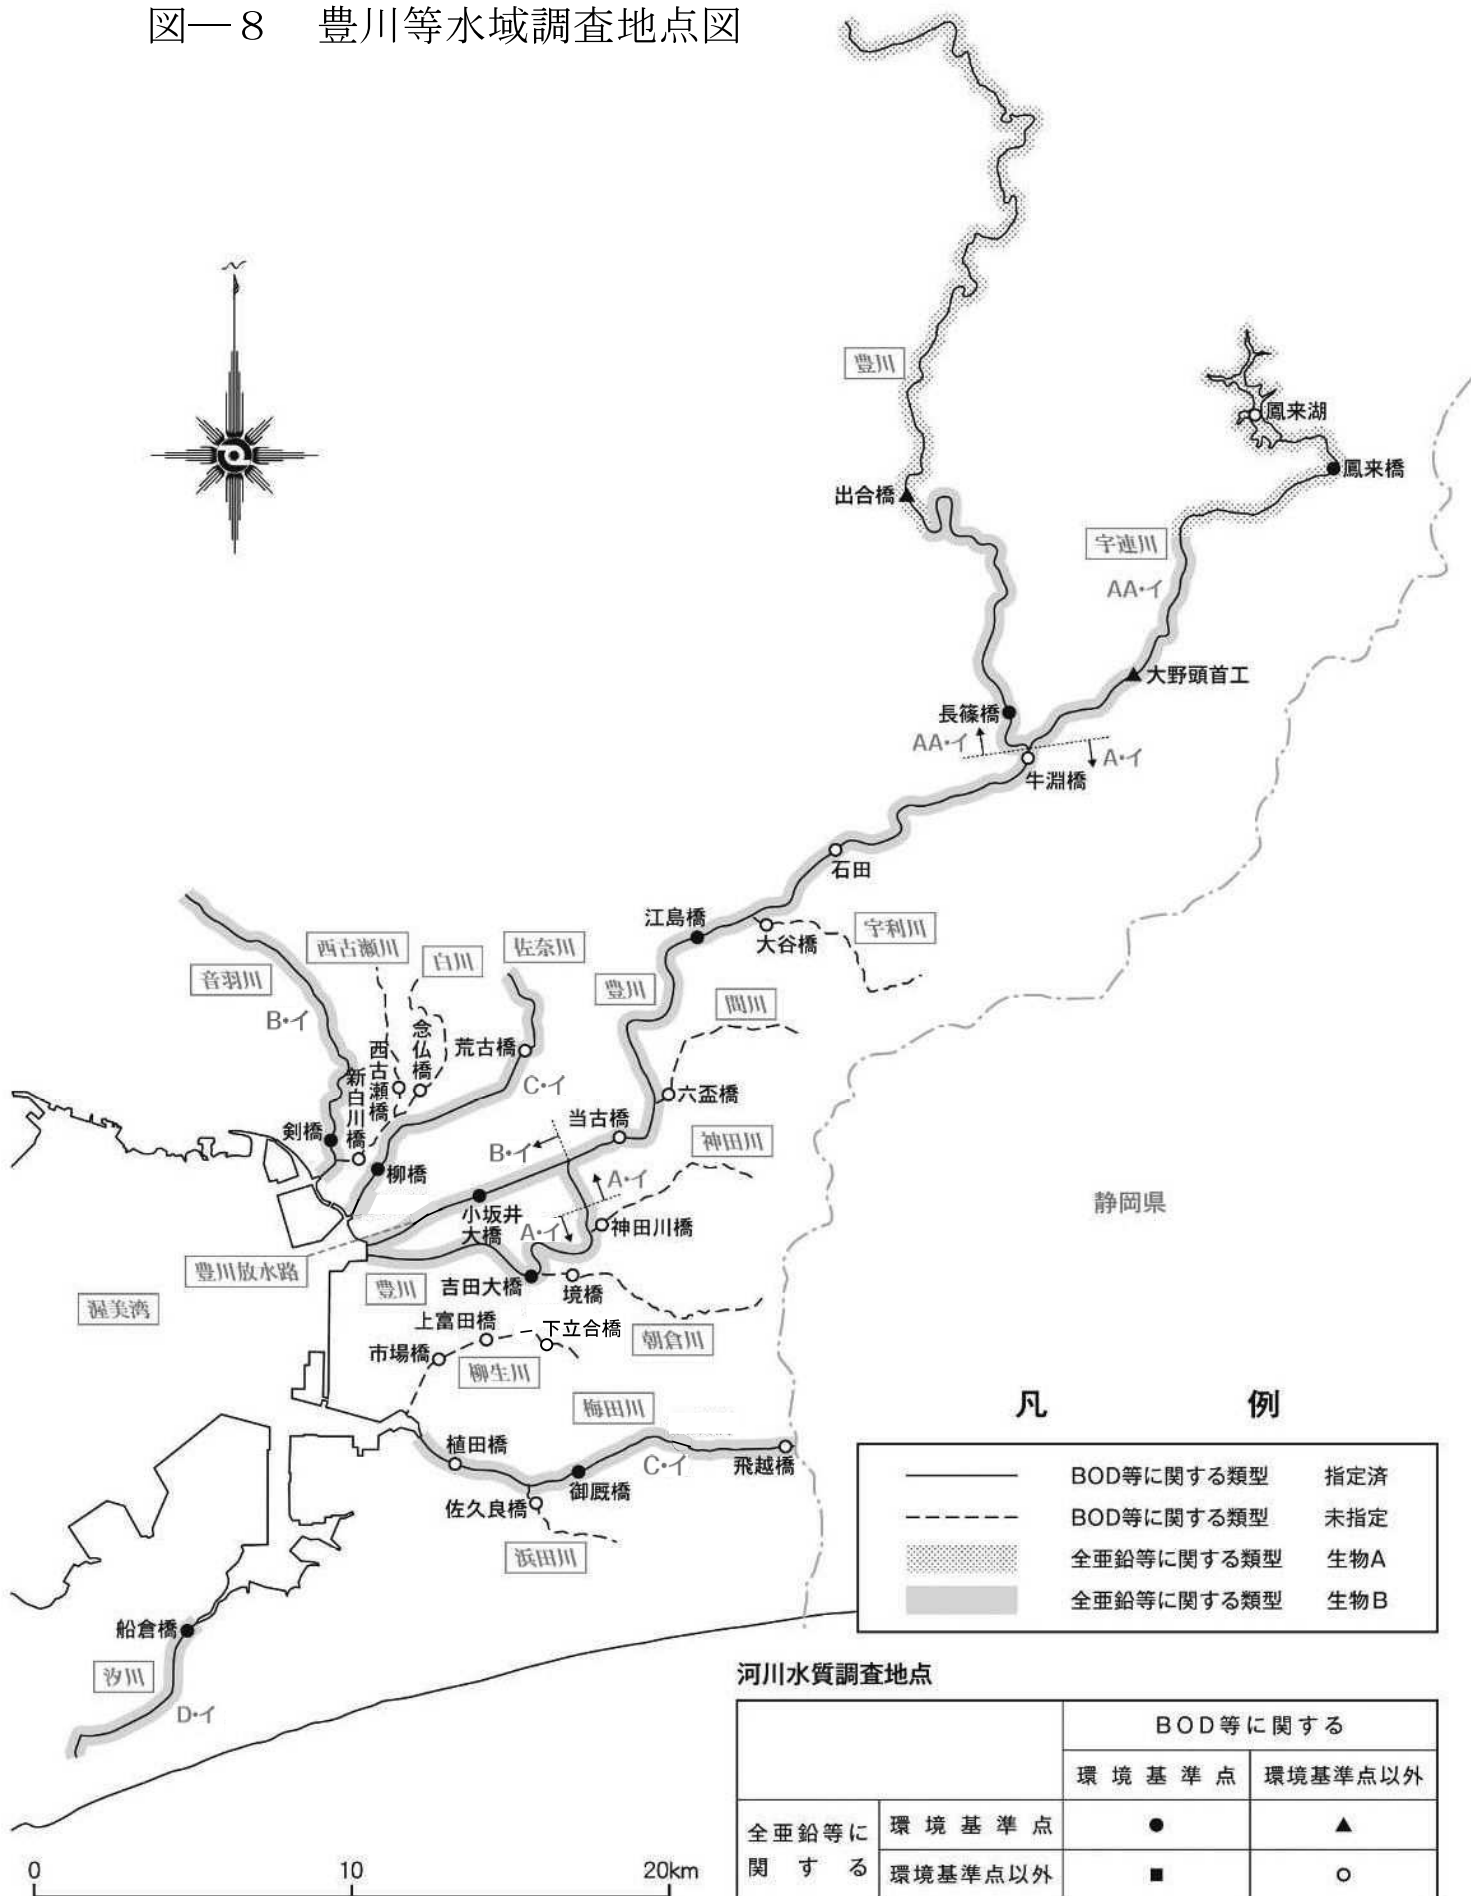 図―８　豊川等水域調査地点図
豊川
鳳来湖
鳳来橋
出合橋
宇連川
AA・イ
大野頭首工
長篠橋
AA・イ
A・イ
牛淵橋
石田
江島橋
大谷橋
宇利川
西古瀬川
白川
佐奈川
音羽川
豊川
間川
B・イ
念仏橋
西古瀬橋
荒古橋
新白川橋
C・イ
六盃橋
当古橋
剣橋
B・イ
神田川
柳橋
A・イ
静岡県
小坂井
大橋
A・イ
神田川橋
豊川放水路
豊川
吉田大橋
境橋
渥美湾
上富田橋
下立合橋
朝倉川
市場橋
柳生川
梅田川
植田橋
C・イ
飛越橋
御厩橋
佐久良橋
浜田川
船倉橋
汐川
D・イ
凡　例
BOD等に関する類型　指定済
BOD等に関する類型　未指定
全亜鉛等に関する類型　生物A
全亜鉛等に関する類型　生物B
河川水質調査地点
BOD等に関する
環境基準点　環境基準点以外
全亜鉛等に
関する
環境基準点　●　▲
環境基準点以外　■　○
0　10　20km